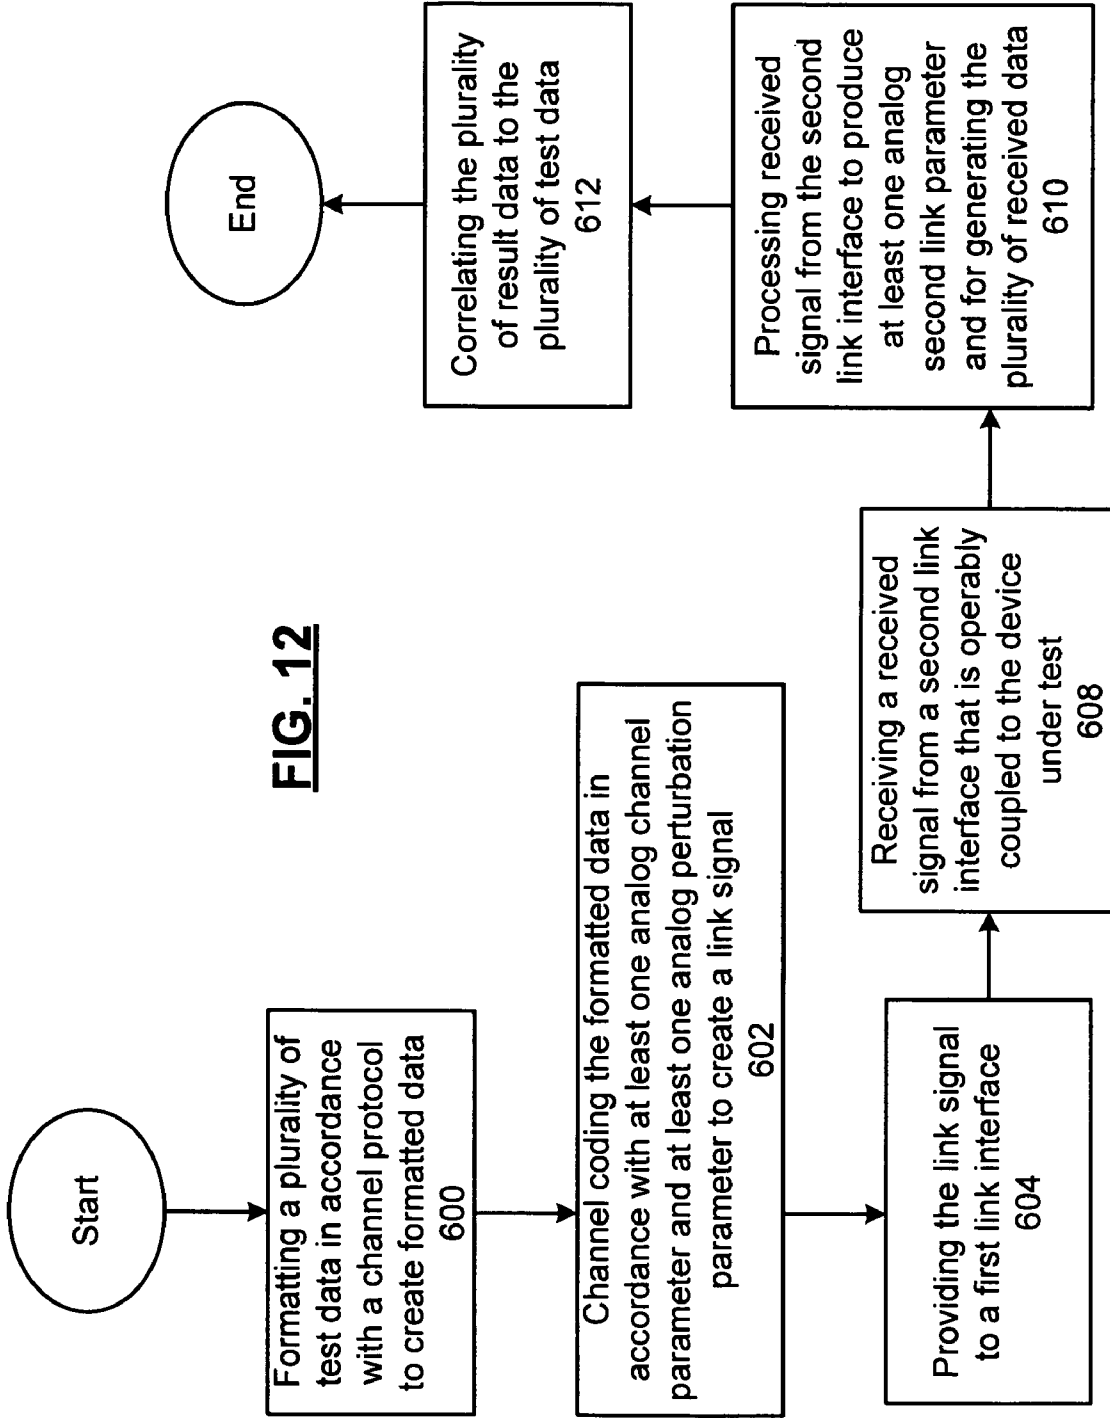 FIG. 12
Start
Formatting a plurality of
test data in accordance
with a channel protocol
to create formatted data
600
Channel coding the formatted data in
accordance with at least one analog channel
parameter and at least one analog perturbation
parameter to create a link signal
602
Providing the link signal
to a first link interface
604
Receiving a received
signal from a second link
interface that is operably
coupled to the device
under test
608
Processing received
signal from the second
link interface to produce
at least one analog
second link parameter
and for generating the
plurality of received data
610
Correlating the plurality
of result data to the
plurality of test data
612
End